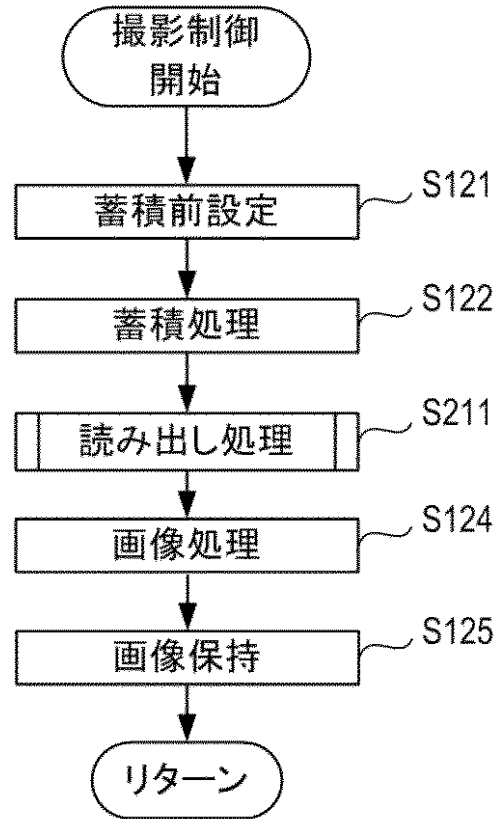 撮影制御
開始
蓄積前設定
S121
蓄積処理
S122
読み出し処理
S211
画像処理
S124
画像保持
S125
リターン